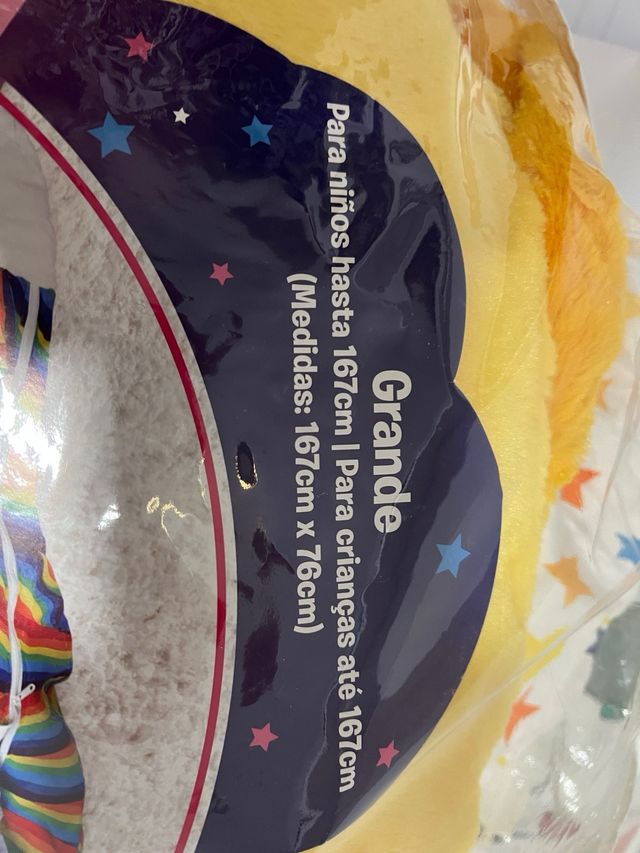 Grande
Para niños hasta 167cm | Para crianças até 167cm
(Medidas: 167cm x 76cm)